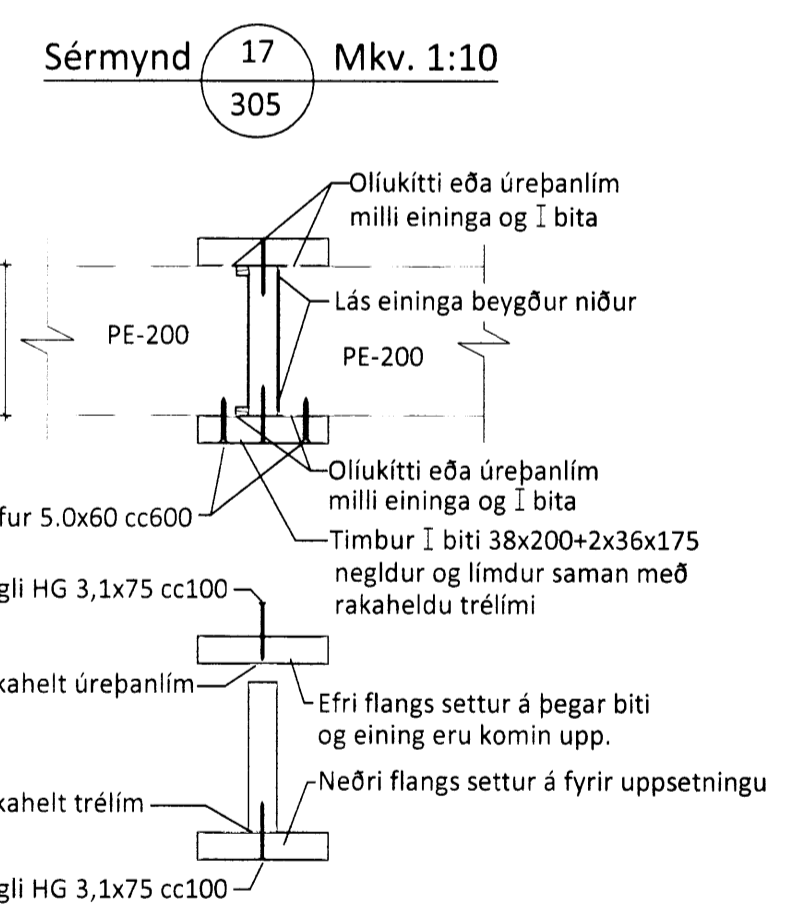 Sérmynd 17 Mkv. 1:10
305
Olíukítti eða úreþanlím
milli eininga og I bita
Lás eininga beygður niður
PE-200
PE-200
Olíukítti eða úreþanlím
milli eininga og I bita
fur 5.0x60 cc600
Timbur I biti 38x200+2x36x175
negldur og límdur saman með
rakaheldu trélími
gli HG 3,1x75 cc100
kahelt úreþanlím
Efri flangs settur á þegar biti
og eining eru komin upp.
Neðri flangs settur á fyrir uppsetningu
kahelt trélím
gli HG 3,1x75 cc100